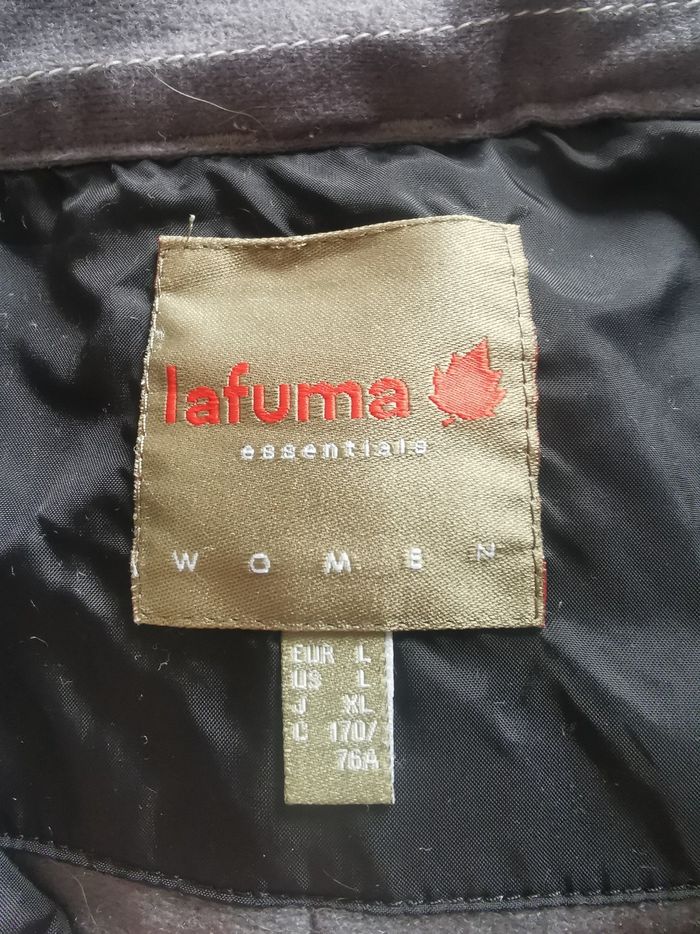 lafuma
essentials
WOMEN
EUR L
US L
J XL
C 170/
76A